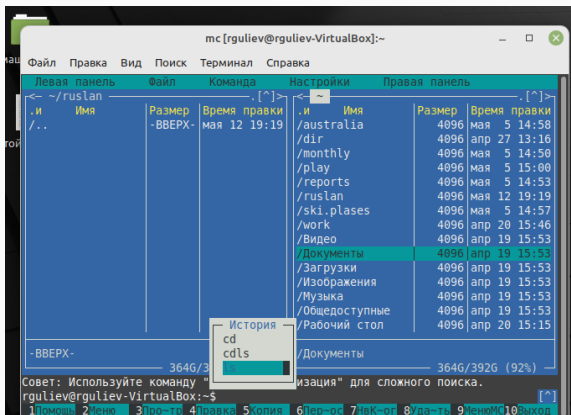 mc [rguliev@rguliev-VirtualBox]:~
Файл Правка Вид Поиск Терминал Справка
Левая панель Файл Команда Настройки Правая панель
<— ~/ruslan .[^]>
.и Имя Размер Время правки
/.. -ВВЕРХ- мая 12 19:19
-ВВЕРХ-
364G/3
<— ~ .[^]>
.и Имя Размер Время правки
/australia 4096 мая 5 14:58
/dir 4096 апр 27 13:16
/monthly 4096 мая 5 14:50
/play 4096 мая 5 15:00
/reports 4096 мая 5 14:53
/ruslan 4096 мая 12 19:19
/ski.plases 4096 мая 5 14:57
/work 4096 апр 20 15:46
/Видео 4096 апр 19 15:53
/Документы 4096 апр 19 15:53
/Загрузки 4096 апр 19 15:53
/Изображения 4096 апр 19 15:53
/Музыка 4096 апр 19 15:53
/Общедоступные 4096 апр 19 15:53
/Рабочий стол 4096 апр 20 15:15
/Документы
364G/392G (92%)
История
cd
cdls
ls
Совет: Используйте команду " изация" для сложного поиска.
rguliev@rguliev-VirtualBox:~$ [^]
1Помощь 2Меню 3Про~тр 4Правка 5Копия 6Пер~ос 7НвК~ог 8Уда~ть 9МенюMC 10Выход